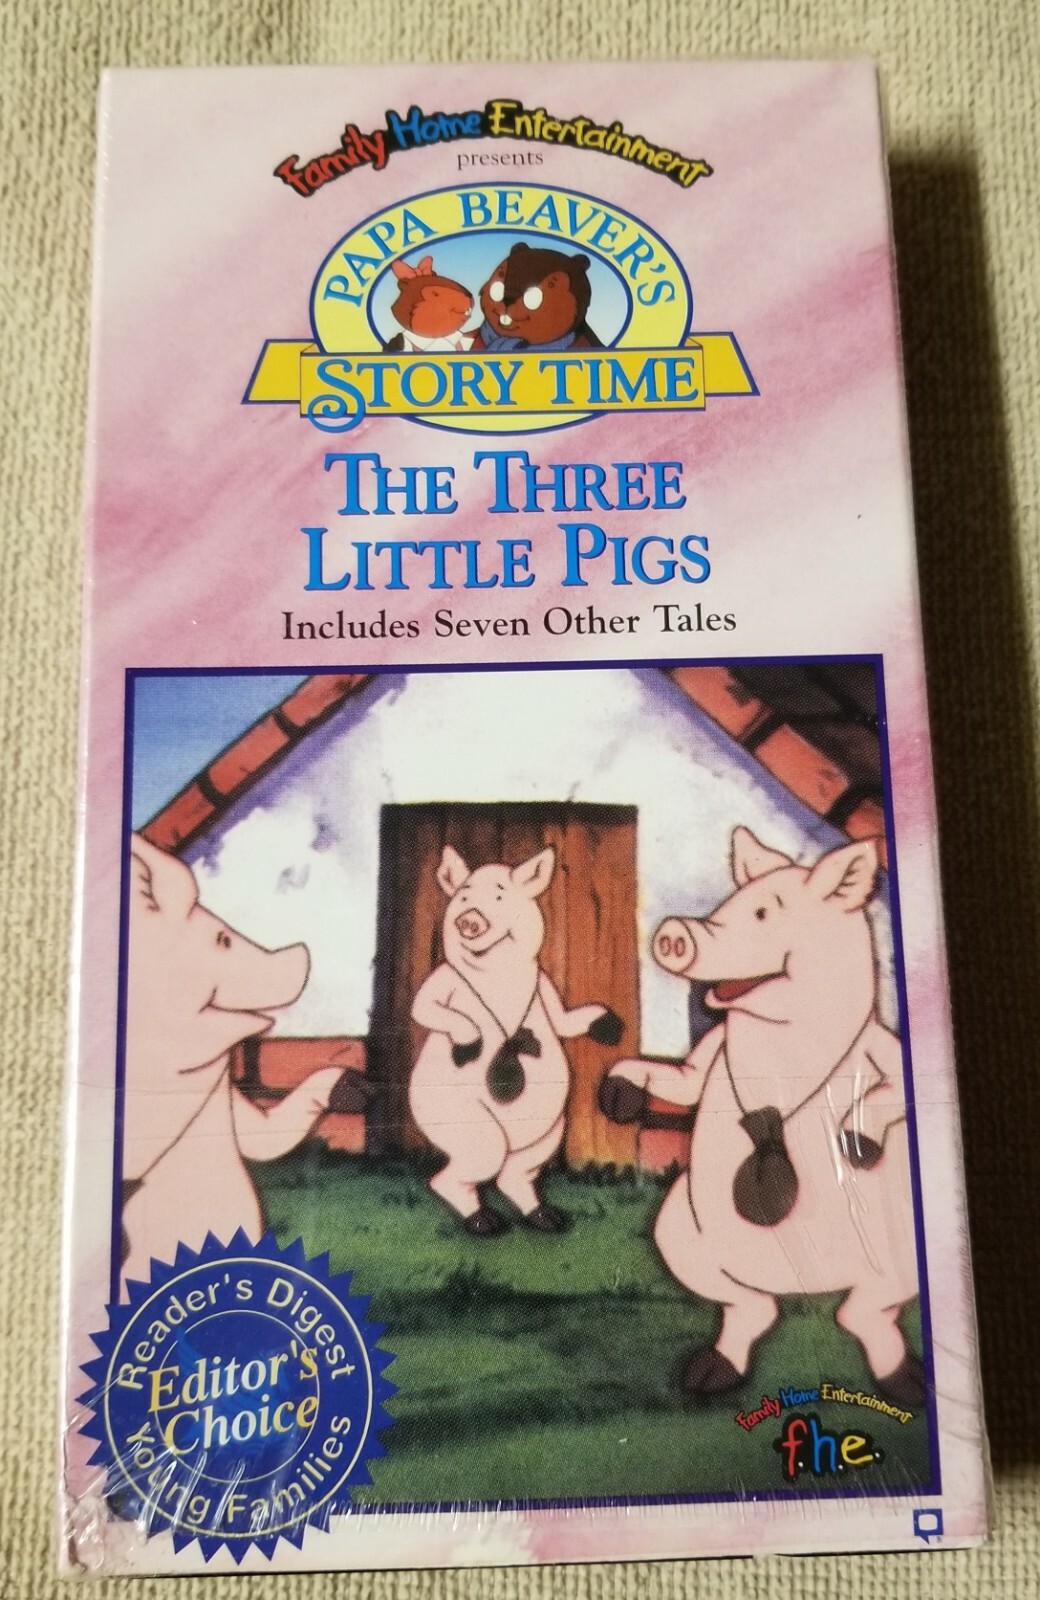 Family Home Entertainment
presents
PAPA BEAVER'S
STORY TIME
THE THREE
LITTLE PIGS
Includes Seven Other Tales
Reader's Digest
Editor's
Choice
Young Families
Family Home Entertainment
f.h.e.